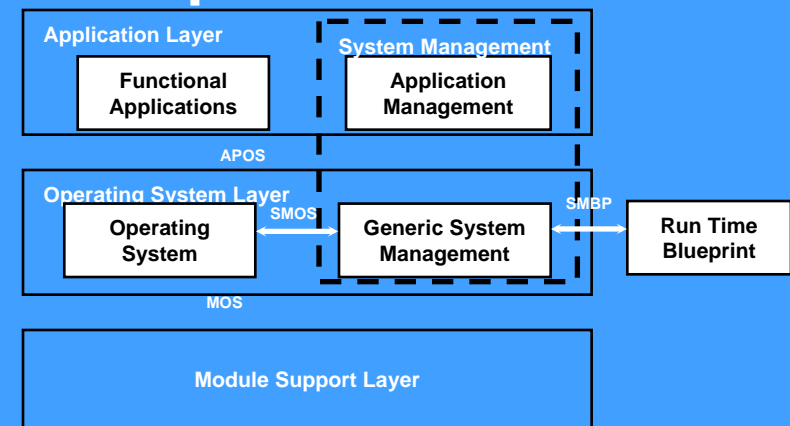 Application Layer
System Management
Functional
Applications
Application
Management
APOS
Operating System Layer
SMOS
SMBP
Operating
System
Generic System
Management
Run Time
Blueprint
MOS
Module Support Layer